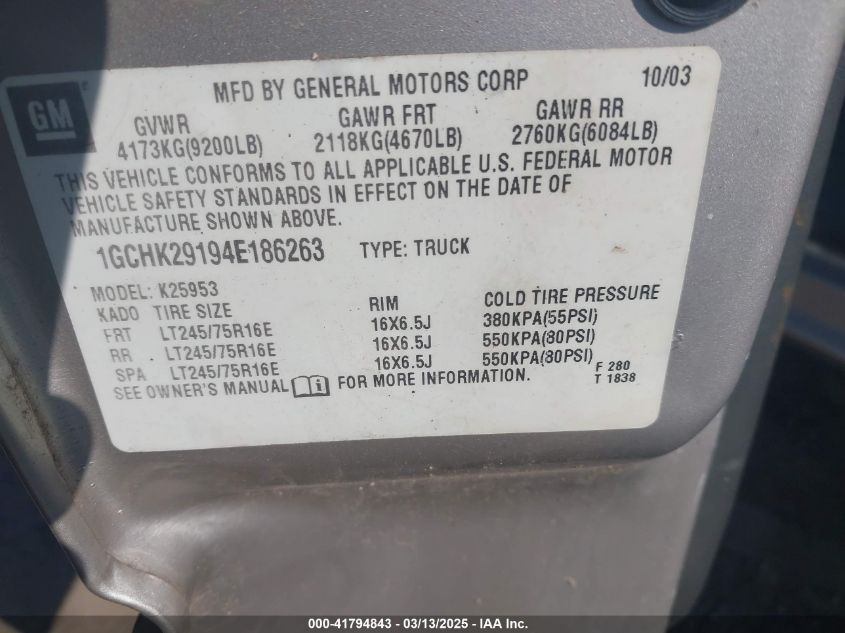 GM
MFD BY GENERAL MOTORS CORP 10/03
GVWR GAWR FRT GAWR RR
4173KG(9200LB) 2118KG(4670LB) 2760KG(6084LB)
THIS VEHICLE CONFORMS TO ALL APPLICABLE U.S. FEDERAL MOTOR
VEHICLE SAFETY STANDARDS IN EFFECT ON THE DATE OF
MANUFACTURE SHOWN ABOVE.
1GCHK29194E186263 TYPE: TRUCK
MODEL: K25953
KADO TIRE SIZE RIM COLD TIRE PRESSURE
FRT LT245/75R16E 16X6.5J 380KPA(55PSI)
RR LT245/75R16E 16X6.5J 550KPA(80PSI)
SPA LT245/75R16E 16X6.5J 550KPA(80PSI)
SEE OWNER'S MANUAL i FOR MORE INFORMATION.
F 280
T 1838
000-41794843 - 03/13/2025 - IAA Inc.